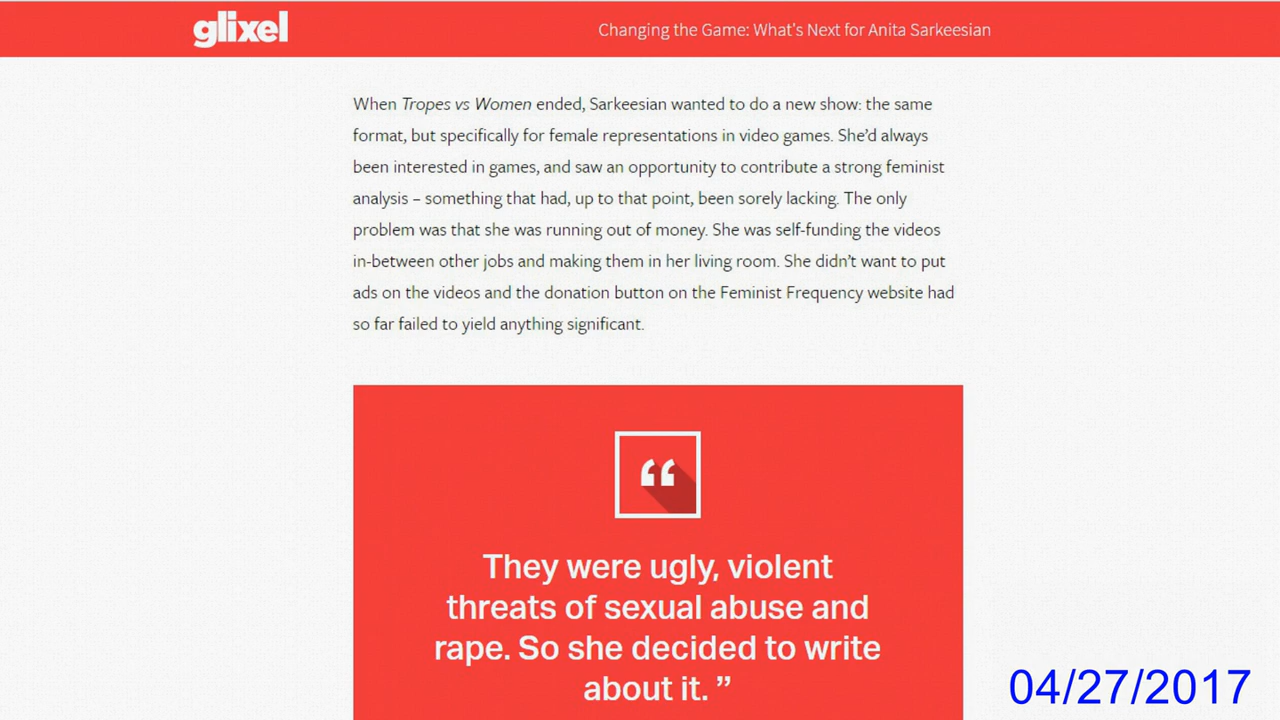 glixel
Changing the Game: What's Next for Anita Sarkeesian
When Tropes vs Women ended, Sarkeesian wanted to do a new show: the same
format, but specifically for female representations in video games. She’d always
been interested in games, and saw an opportunity to contribute a strong feminist
analysis – something that had, up to that point, been sorely lacking. The only
problem was that she was running out of money. She was self-funding the videos
in-between other jobs and making them in her living room. She didn’t want to put
ads on the videos and the donation button on the Feminist Frequency website had
so far failed to yield anything significant.
“
They were ugly, violent
threats of sexual abuse and
rape. So she decided to write
about it. ”
04/27/2017